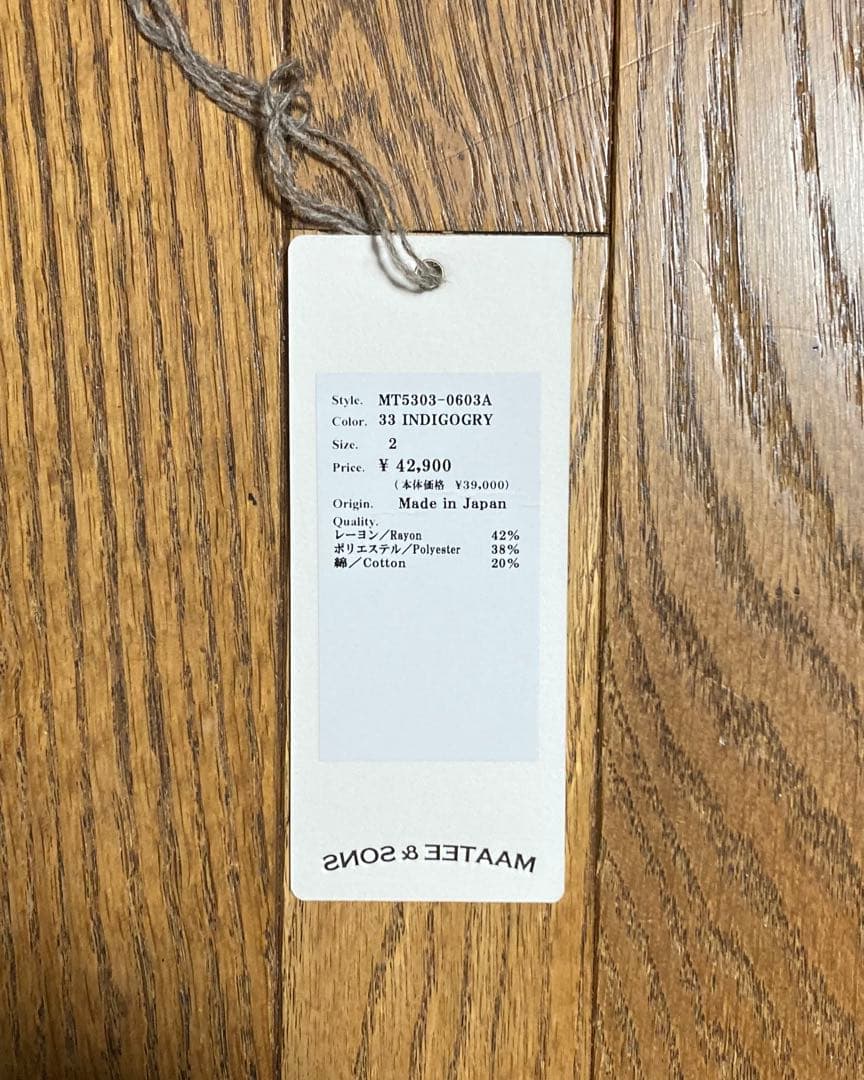 Style. MT5303-0603A
Color. 33 INDIGOGRY
Size. 2
Price. ¥ 42,900
(本体価格 ¥39,000)
Origin. Made in Japan
Quality.
レーヨン／Rayon 42%
ポリエステル／Polyester 38%
綿／Cotton 20%
MAATEE & SONS